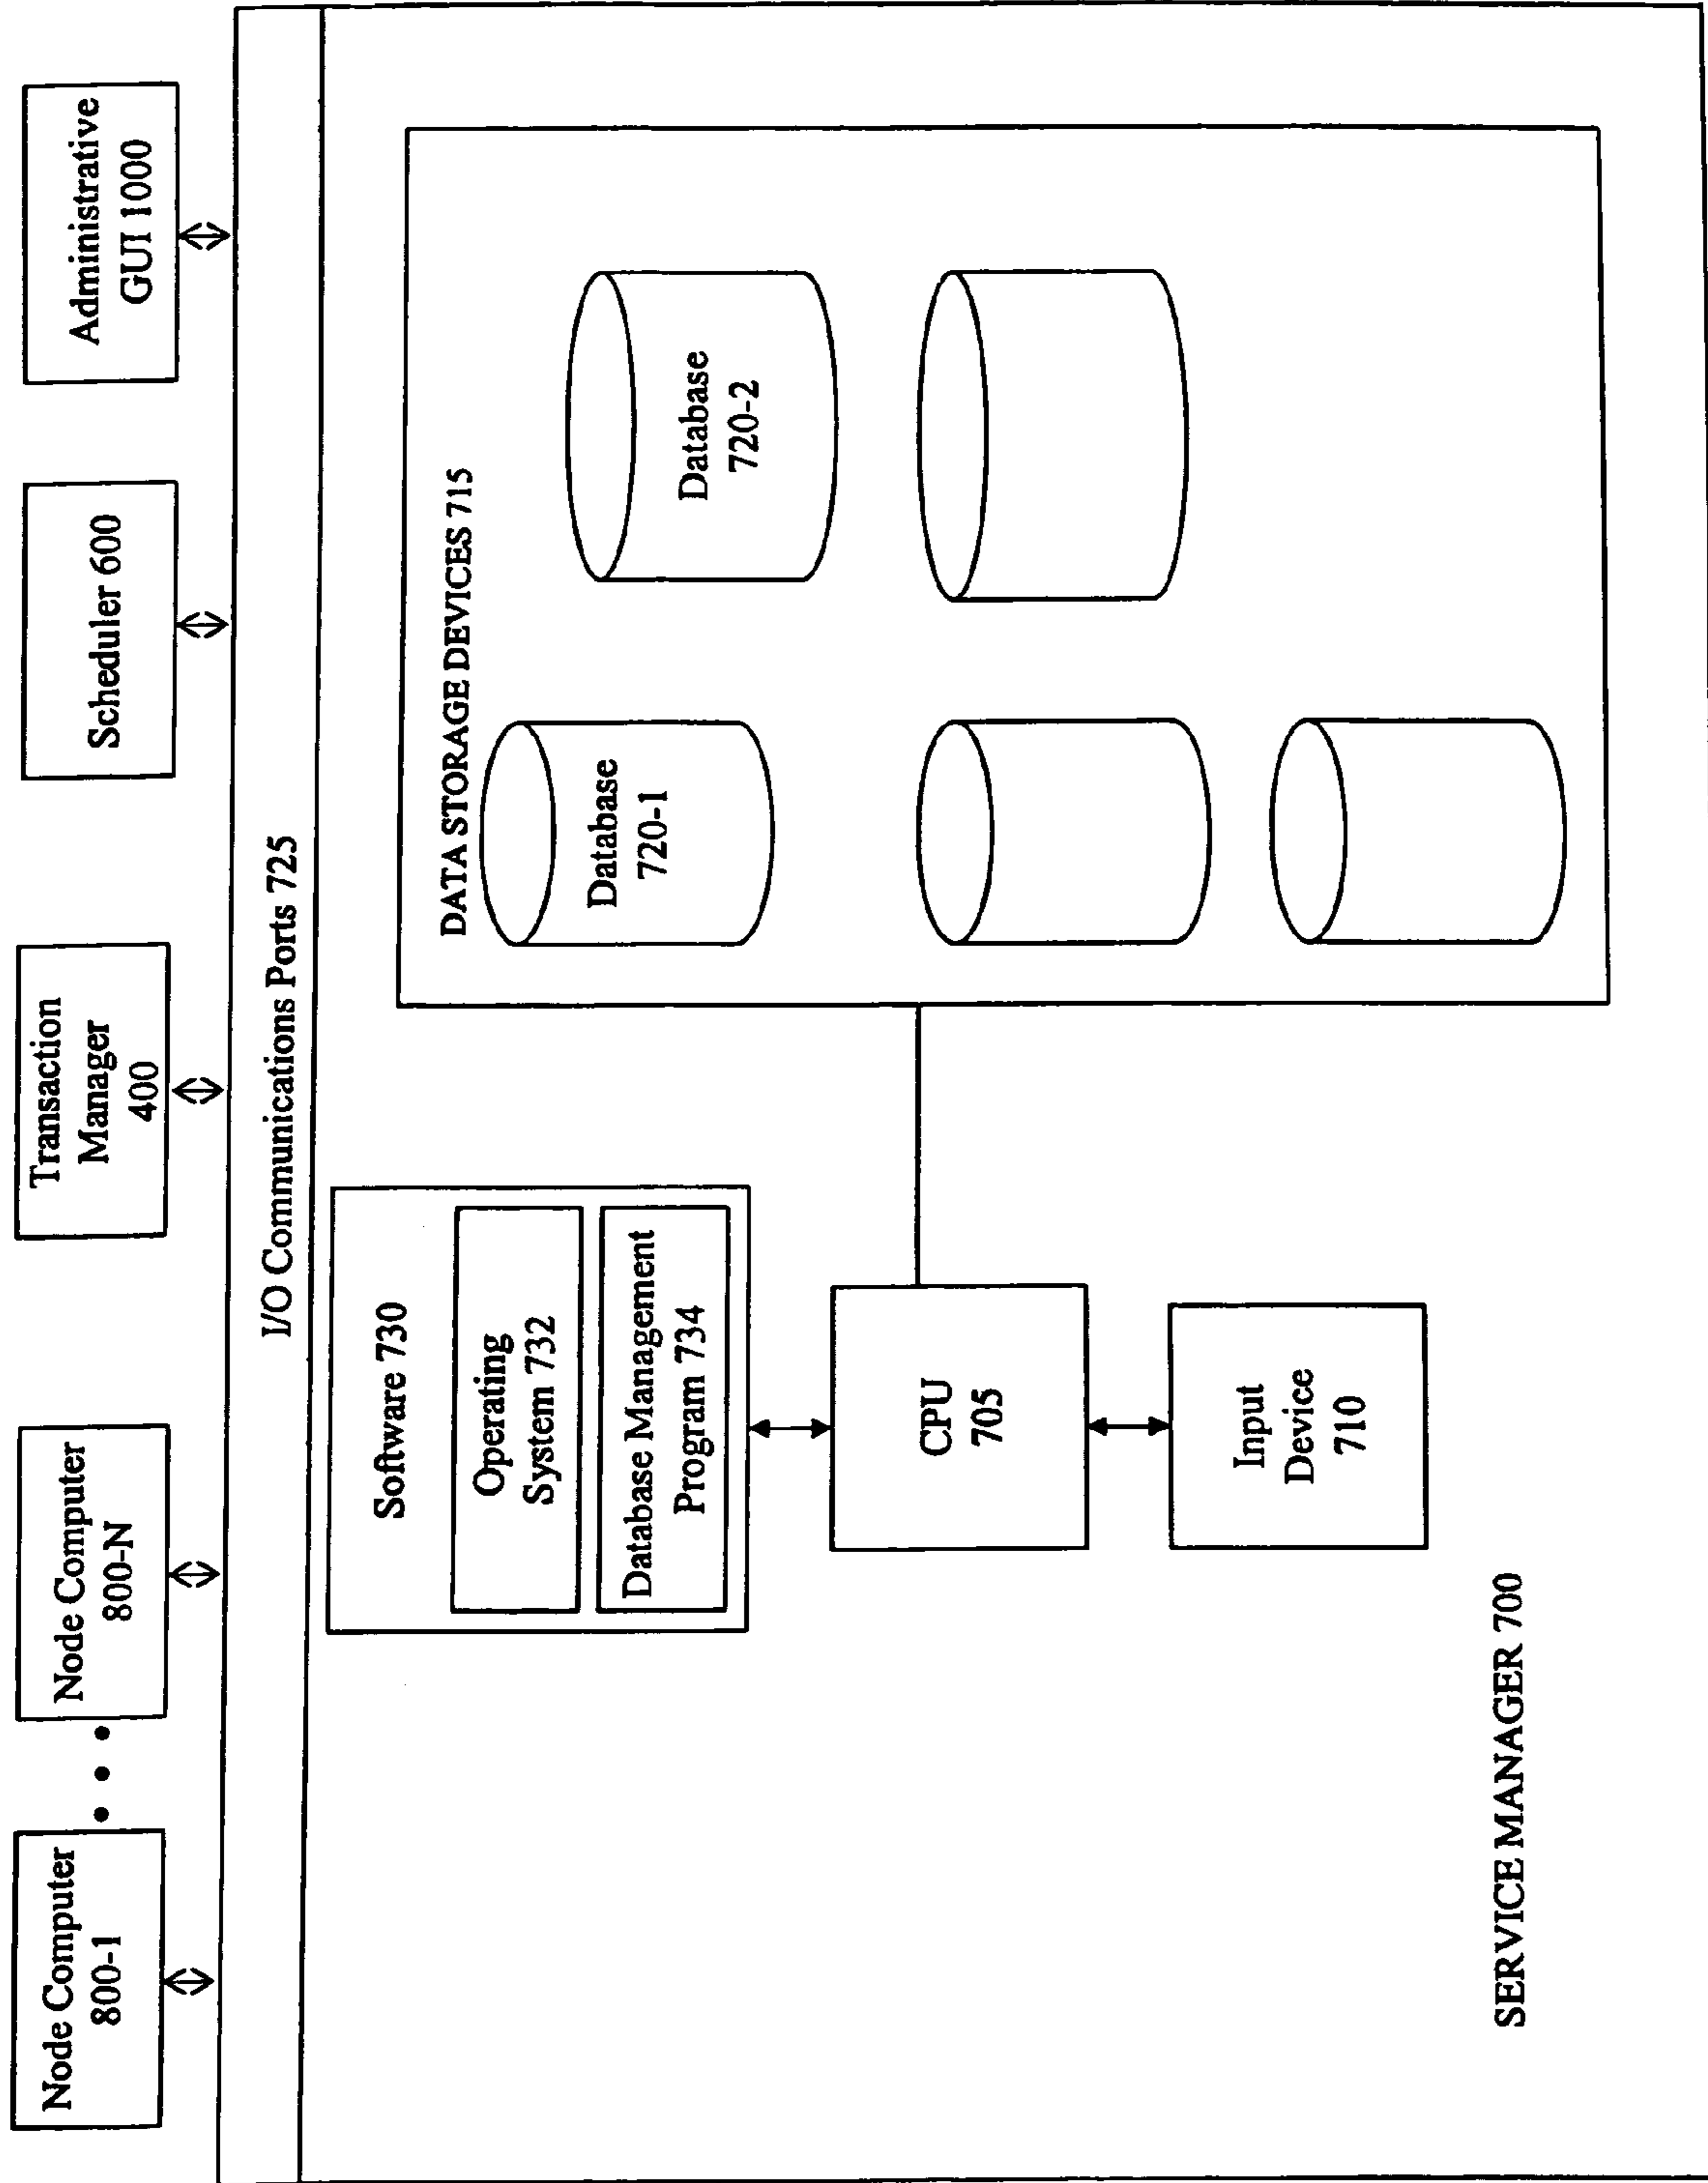 Node Computer
800-1
Node Computer
800-N
Transaction
Manager
400
Scheduler 600
Administrative
GUI 1000
I/O Communications Ports 725
Software 730
Operating
System 732
Database Management
Program 734
CPU
705
Input
Device
710
DATA STORAGE DEVICES 715
Database
720-1
Database
720-2
SERVICE MANAGER 700